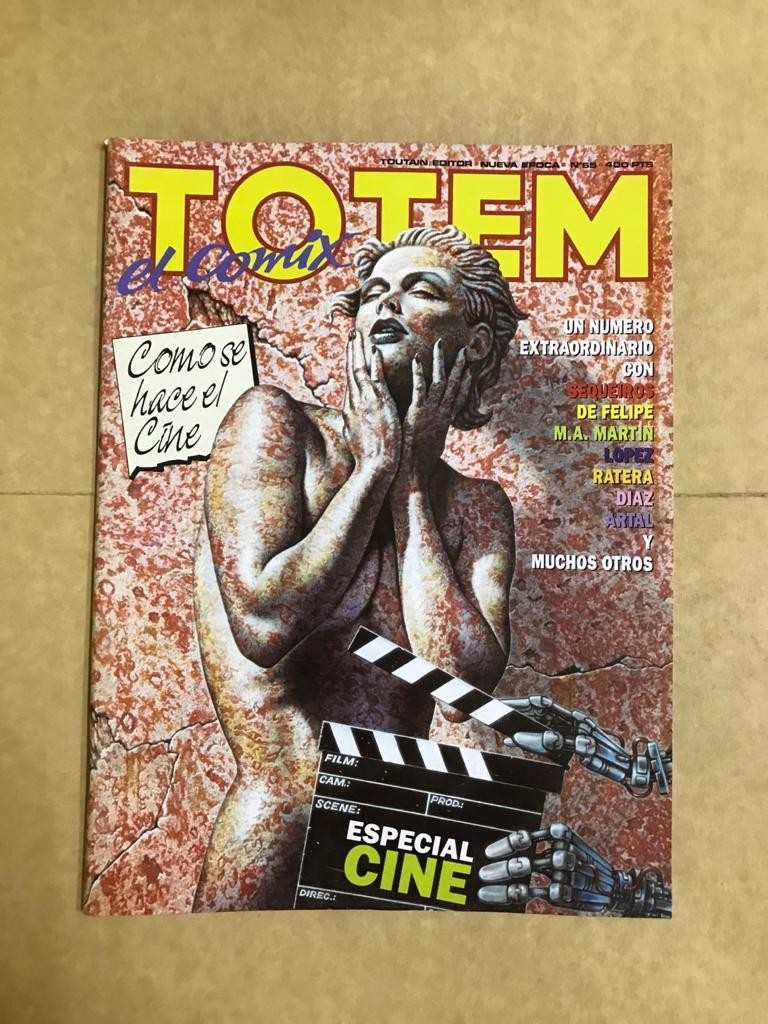 TOUTAIN EDITOR · NUEVA EPOCA · Nº65 400 PTS
TOTEM
el comix
Como se
hace el
Cine
UN NUMERO
EXTRAORDINARIO
CON
SEQUEIROS
DE FELIPE
M.A. MARTIN
LOPEZ
RATERA
DIAZ
ARTAL
Y
MUCHOS OTROS
FILM:
CAM.:
SCENE:
PROD.:
ESPECIAL
CINE
DIREC.: